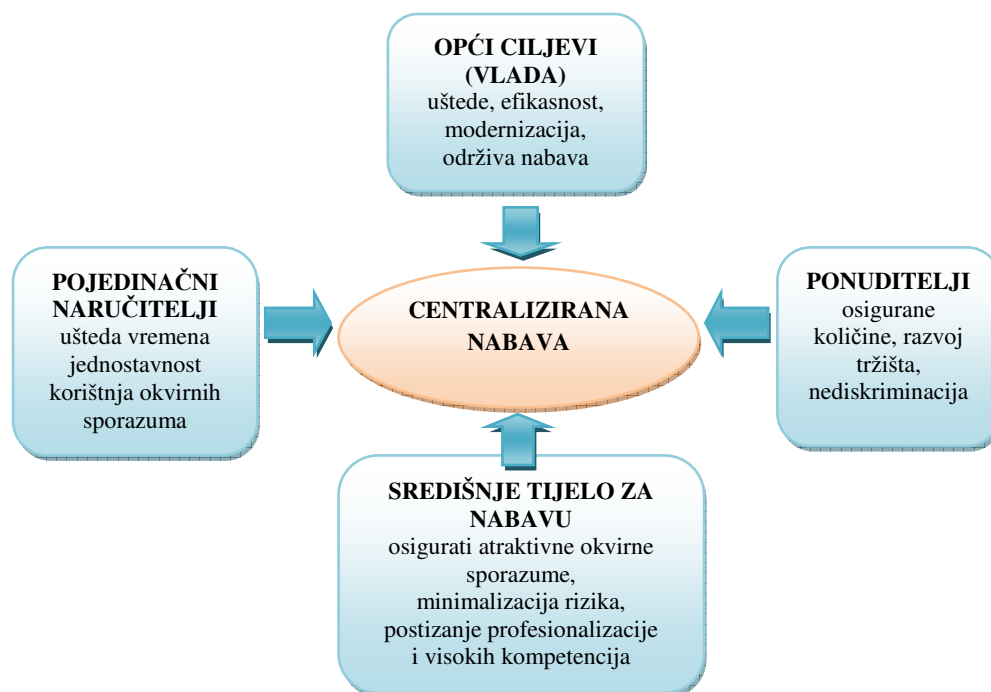 OPĆI CILJEVI
(VLADA)
uštede, efikasnost,
modernizacija,
održiva nabava
POJEDINAČNI
NARUČITELJI
ušteda vremena
jednostavnost
korištnja okvirnih
sporazuma
CENTRALIZIRANA
NABAVA
PONUDITELJI
osigurane
količine, razvoj
tržišta,
nediskriminacija
SREDIŠNJE TIJELO ZA
NABAVU
osigurati atraktivne okvirne
sporazume,
minimalizacija rizika,
postizanje profesionalizacije
i visokih kompetencija